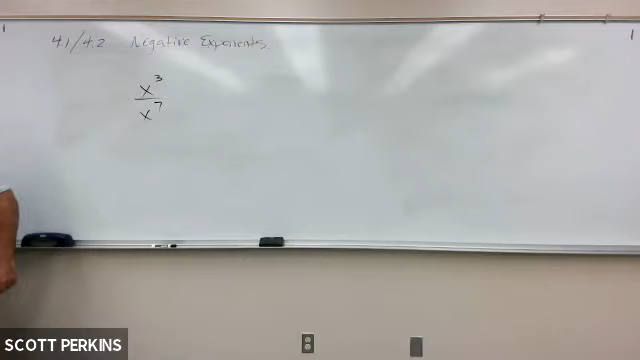 4.1/4.2 Negative Exponents.
x³
x⁷
SCOTT PERKINS